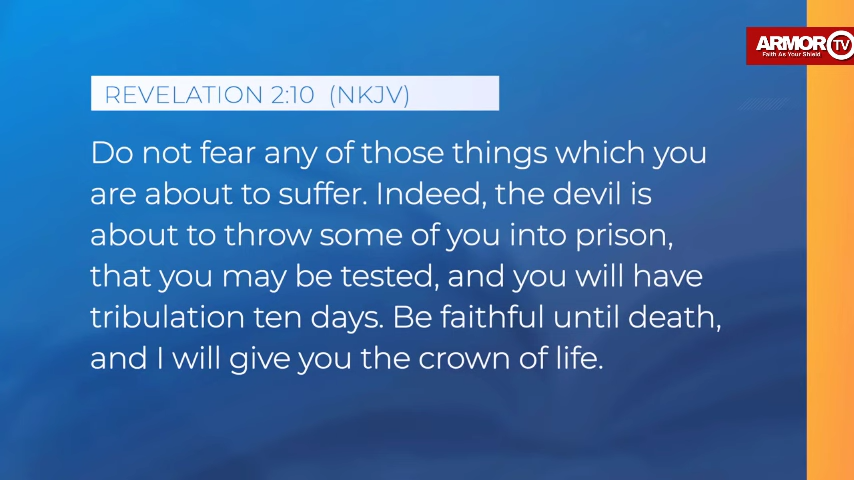 ARMOR TV
Faith As Your Shield
REVELATION 2:10 (NKJV)
Do not fear any of those things which you
are about to suffer. Indeed, the devil is
about to throw some of you into prison,
that you may be tested, and you will have
tribulation ten days. Be faithful until death,
and I will give you the crown of life.